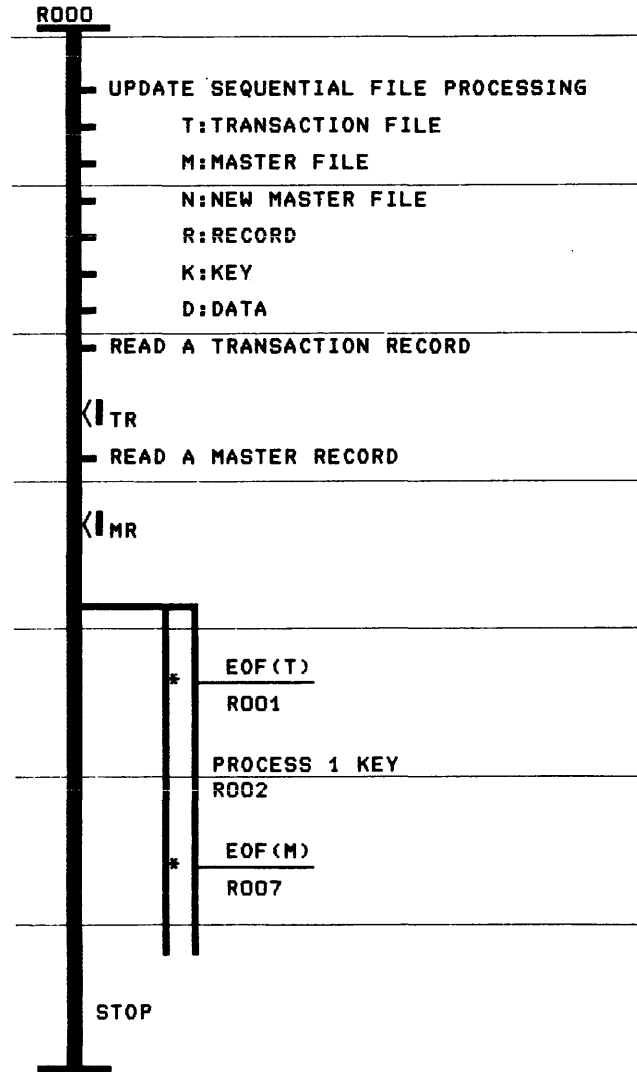 R000
UPDATE SEQUENTIAL FILE PROCESSING
T:TRANSACTION FILE
M:MASTER FILE
N:NEW MASTER FILE
R:RECORD
K:KEY
D:DATA
READ A TRANSACTION RECORD
TR
READ A MASTER RECORD
MR
* EOF(T)
R001
PROCESS 1 KEY
R002
* EOF(M)
R007
STOP